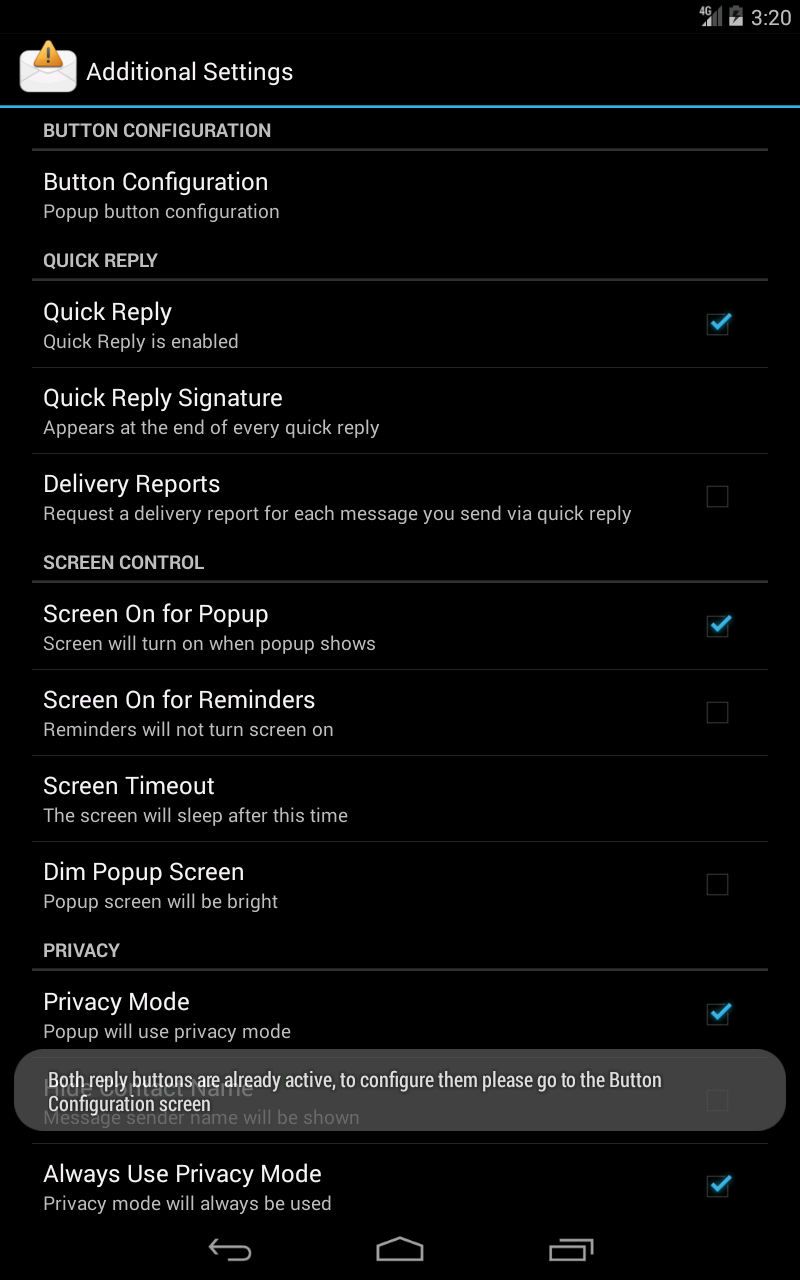 4G 3:20
Additional Settings
BUTTON CONFIGURATION
Button Configuration
Popup button configuration
QUICK REPLY
Quick Reply
Quick Reply is enabled
Quick Reply Signature
Appears at the end of every quick reply
Delivery Reports
Request a delivery report for each message you send via quick reply
SCREEN CONTROL
Screen On for Popup
Screen will turn on when popup shows
Screen On for Reminders
Reminders will not turn screen on
Screen Timeout
The screen will sleep after this time
Dim Popup Screen
Popup screen will be bright
PRIVACY
Privacy Mode
Popup will use privacy mode
Both reply buttons are already active, to configure them please go to the Button
Hide Contact Name
Configuration screen
Message sender name will be shown
Always Use Privacy Mode
Privacy mode will always be used